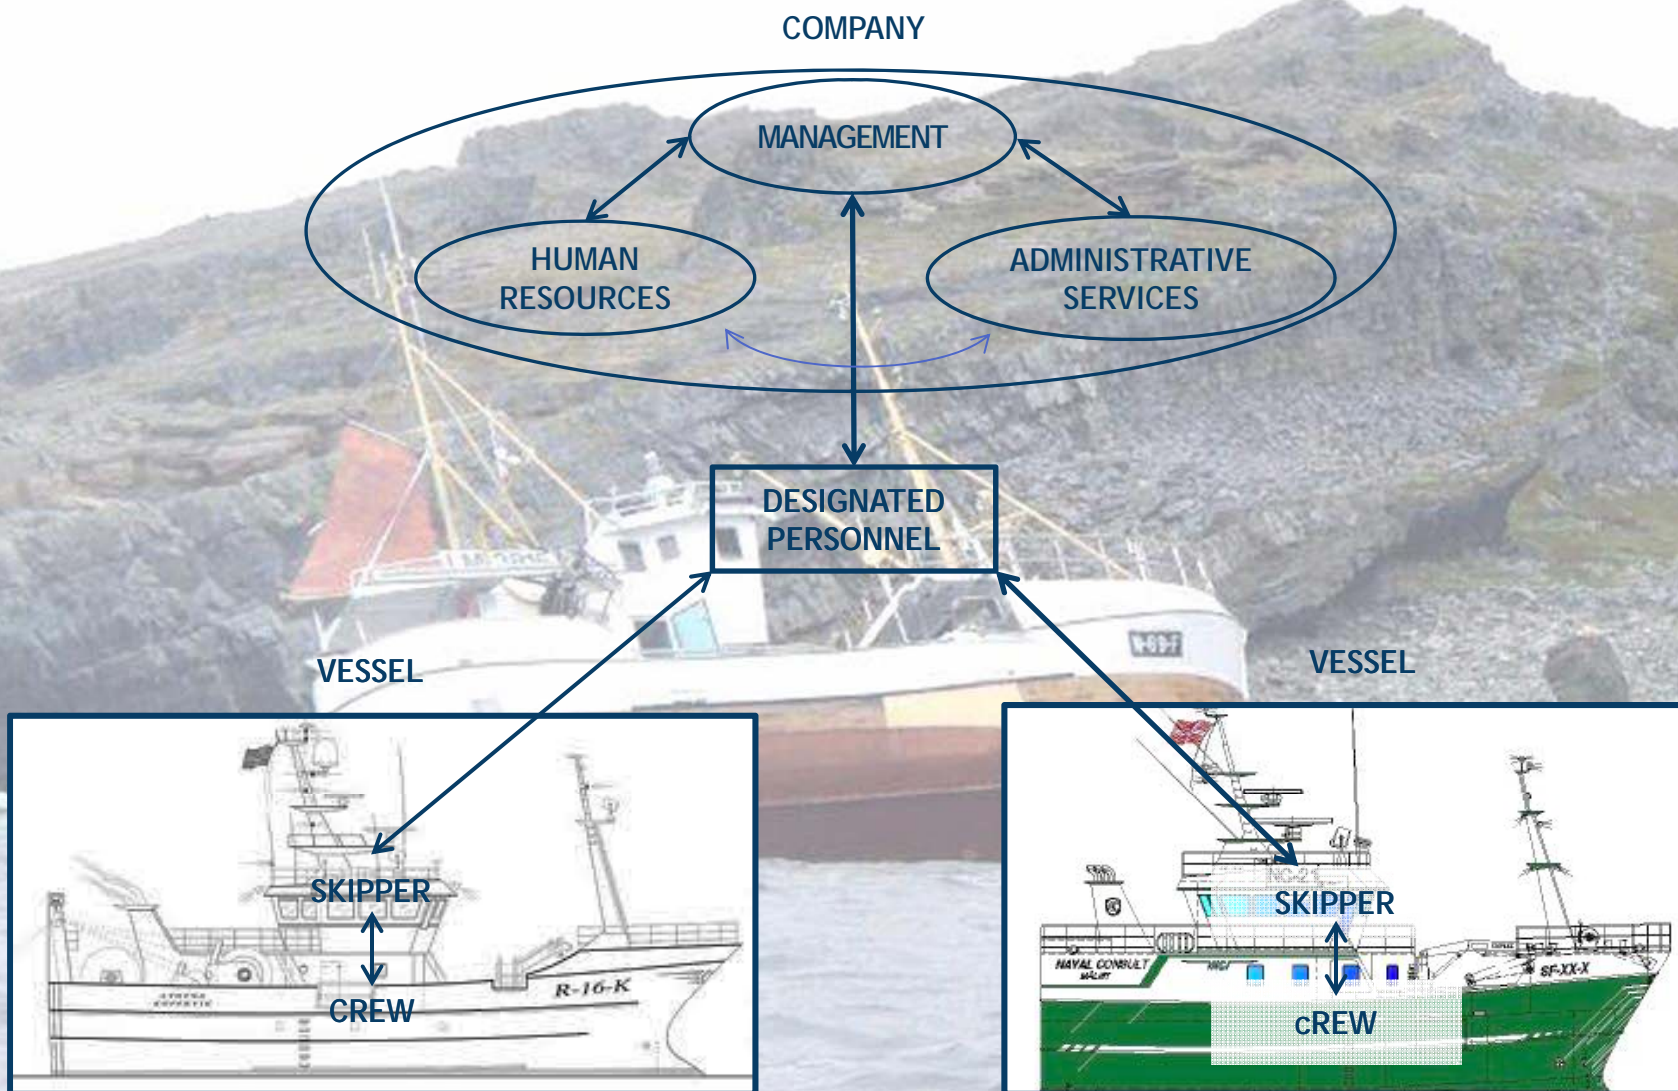 COMPANY
MANAGEMENT
HUMAN
RESOURCES
ADMINISTRATIVE
SERVICES
DESIGNATED
PERSONNEL
N-69-F
VESSEL
VESSEL
SKIPPER
CREW
R-16-K
SKIPPER
NAVAL CONSULT
SF-XX-X
cREW